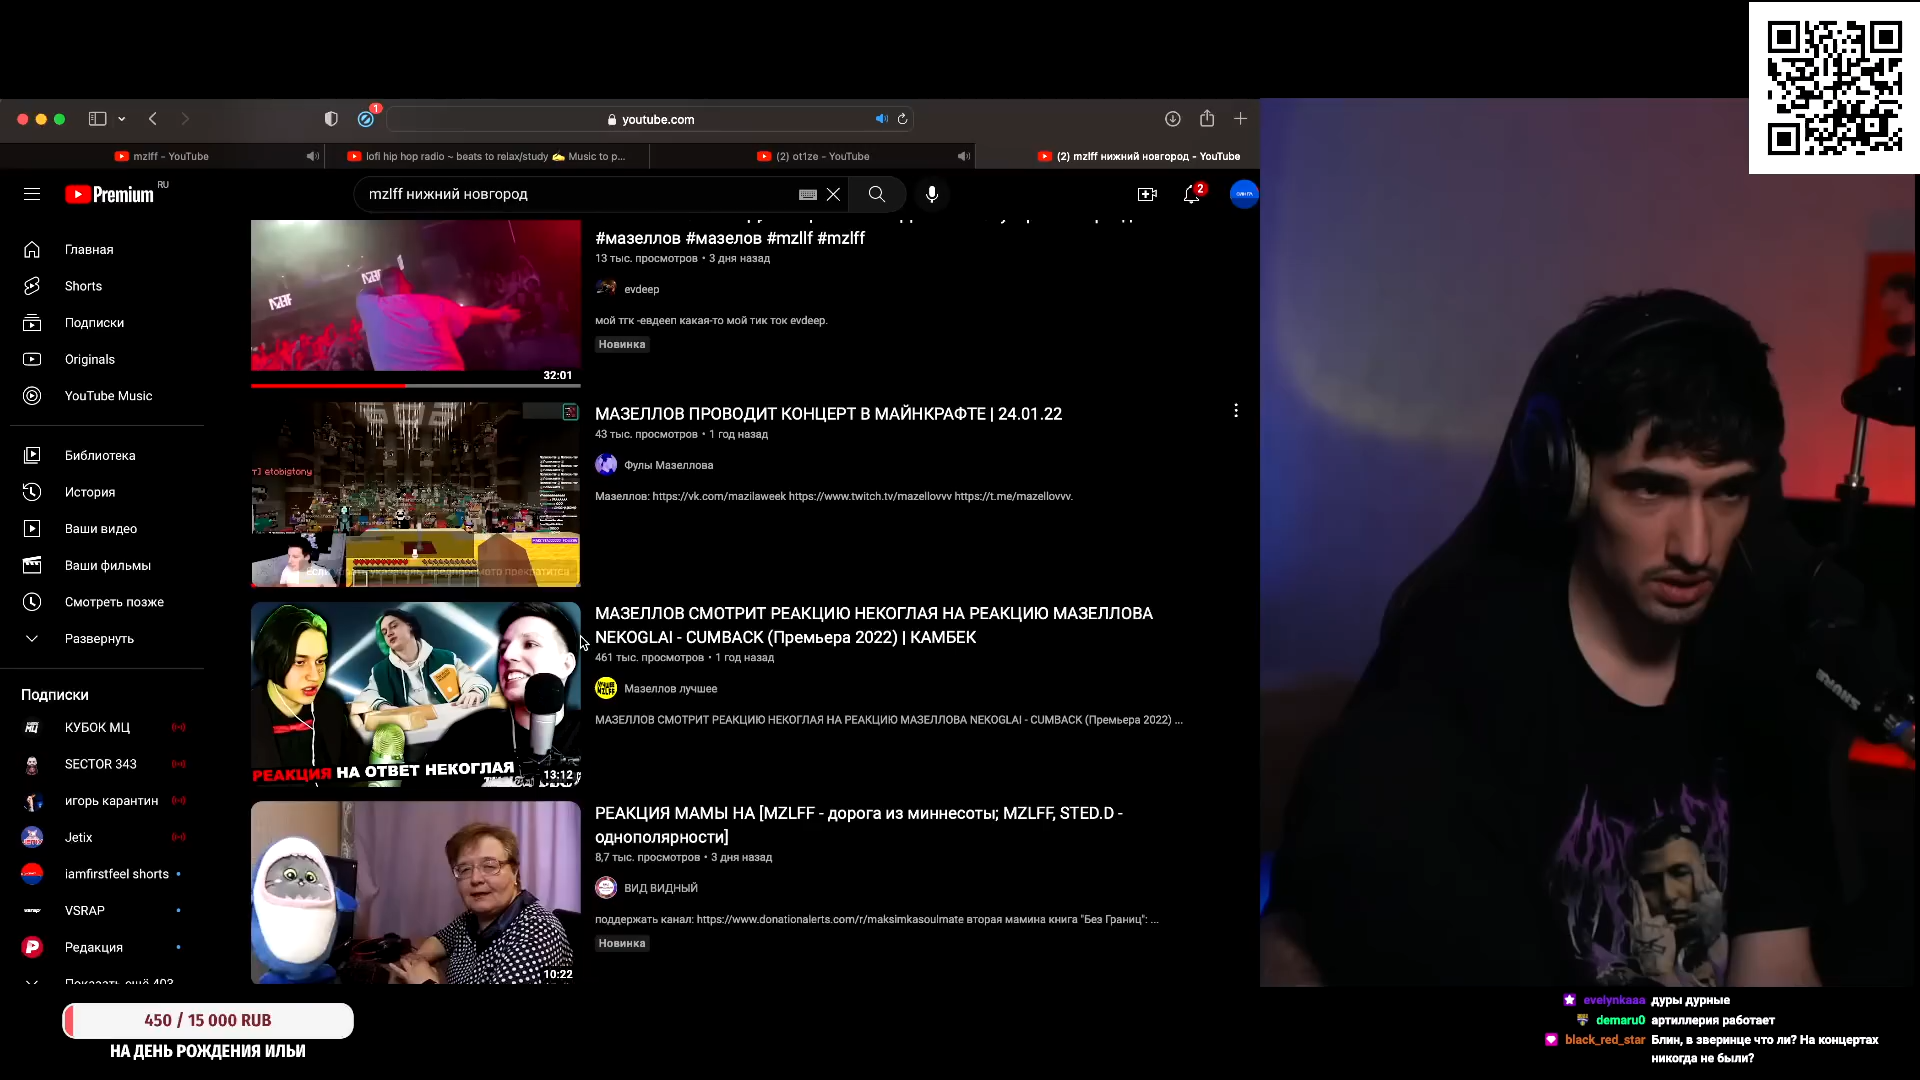 1
youtube.com
mzlff - YouTube
lofi hip hop radio ~ beats to relax/study ✍ Music to p...
(2) ot1ze - YouTube
(2) mzlff нижний новгород - YouTube
Premium RU
mzlff нижний новгород
2
Главная
Shorts
Подписки
Originals
YouTube Music
Библиотека
История
Ваши видео
Ваши фильмы
Смотреть позже
Развернуть
Подписки
КУБОК МЦ
SECTOR 343
игорь карантин
Jetix
iamfirstfeel shorts
VSRAP
Редакция
Показать ещё 403
#мазеллов #мазелов #mzllf #mzlff
13 тыс. просмотров • 3 дня назад
evdeep
мой тгк -евдееп какая-то мой тик ток evdeep.
Новинка
32:01
МАЗЕЛЛОВ ПРОВОДИТ КОНЦЕРТ В МАЙНКРАФТЕ | 24.01.22
43 тыс. просмотров • 1 год назад
Фулы Мазеллова
Мазеллов: https://vk.com/mazilaweek https://www.twitch.tv/mazellovvv https://t.me/mazellovvv.
etobigtony
МАЗЕЛЛОВ СМОТРИТ РЕАКЦИЮ НЕКОГЛАЯ НА РЕАКЦИЮ МАЗЕЛЛОВА
NEKOGLAI - CUMBACK (Премьера 2022) | КАМБЕК
461 тыс. просмотров • 1 год назад
Мазеллов лучшее
МАЗЕЛЛОВ СМОТРИТ РЕАКЦИЮ НЕКОГЛАЯ НА РЕАКЦИЮ МАЗЕЛЛОВА NEKOGLAI - CUMBACK (Премьера 2022) ...
РЕАКЦИЯ НА ОТВЕТ НЕКОГЛАЯ
13:12
РЕАКЦИЯ МАМЫ НА [MZLFF - дорога из миннесоты; MZLFF, STED.D -
однополярности]
8,7 тыс. просмотров • 3 дня назад
ВИД ВИДНЫЙ
поддержать канал: https://www.donationalerts.com/r/maksimkasoulmate вторая мамина книга "Без Границ": ...
Новинка
10:22
450 / 15 000 RUB
НА ДЕНЬ РОЖДЕНИЯ ИЛЬИ
evelynkaaa дуры дурные
demaru0 артиллерия работает
black_red_star Блин, в зверинце что ли? На концертах
никогда не были?